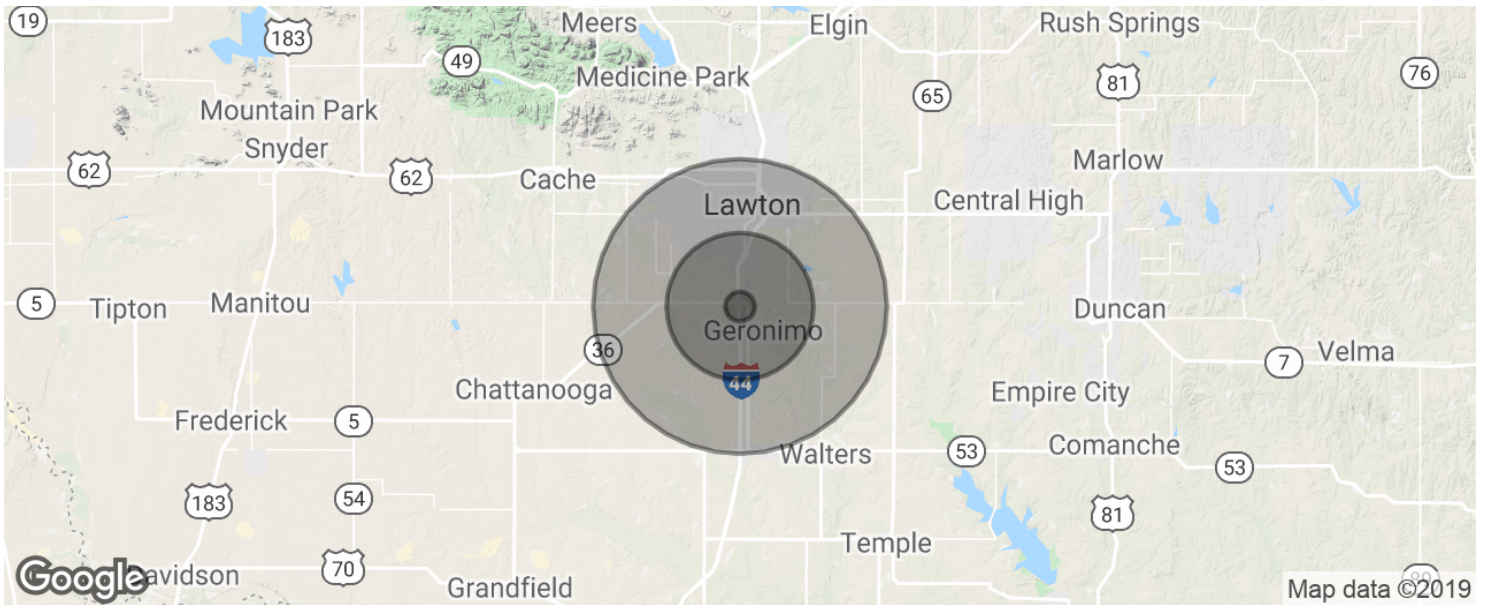 19
183
Meers
Elgin
Rush Springs
49
Medicine Park
81
76
65
Mountain Park
Snyder
62
62
Cache
Marlow
Lawton
Central High
5
Tipton
Manitou
Geronimo
Duncan
36
7
Velma
44
Chattanooga
Empire City
Frederick
5
Walters
53
Comanche
53
183
54
81
Temple
Google
Davidson
70
Grandfield
89
Map data ©2019